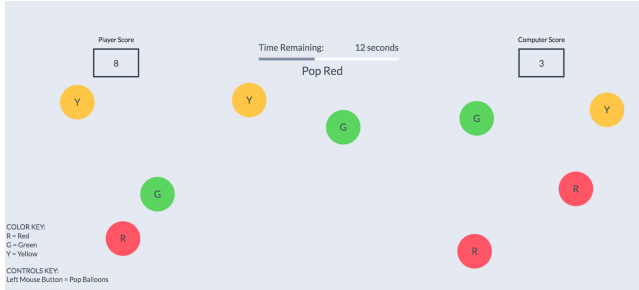 Player Score
8
Time Remaining: 12 seconds
Pop Red
Computer Score
3
Y
Y
G
G
Y
G
R
R
R
COLOR KEY:
R = Red
G = Green
Y = Yellow
CONTROLS KEY:
Left Mouse Button = Pop Balloons